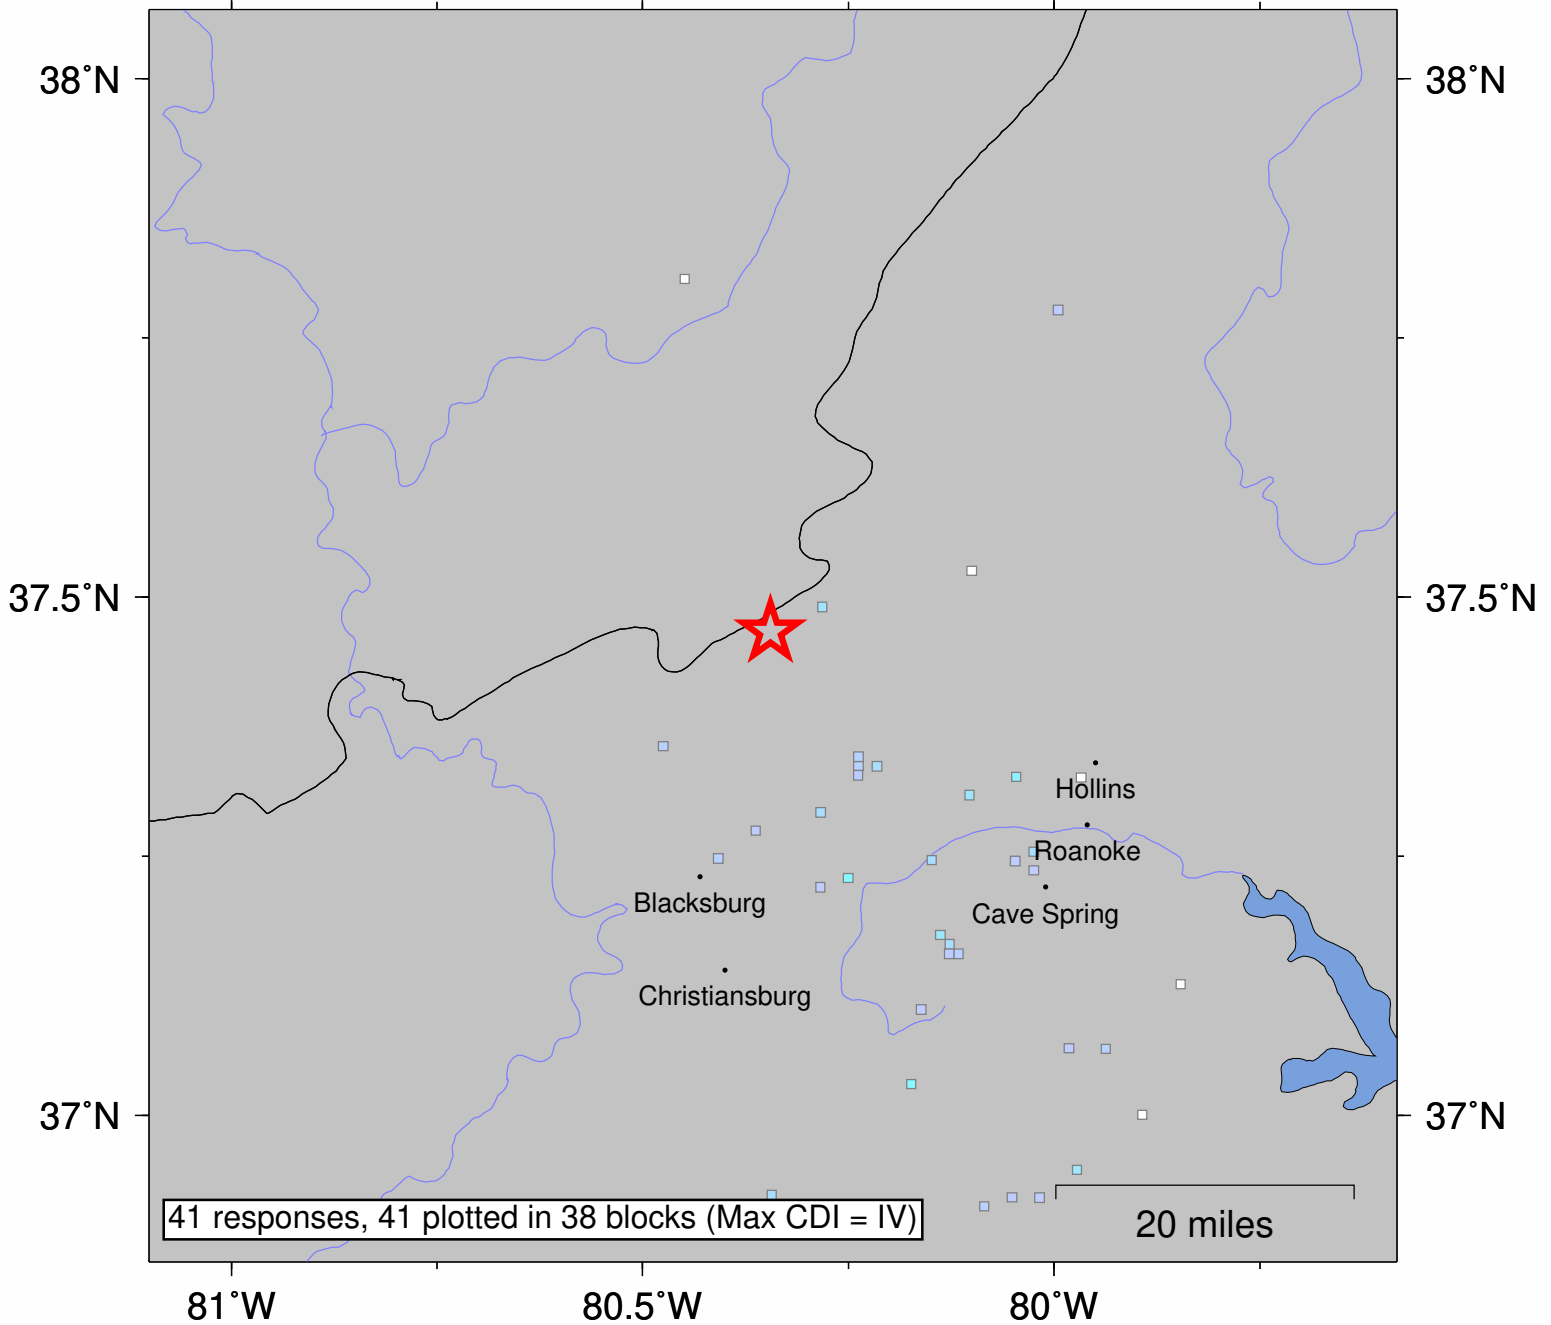 38°N
38°N
37.5°N
37.5°N
Hollins
Roanoke
Blacksburg
Cave Spring
Christiansburg
37°N
37°N
41 responses, 41 plotted in 38 blocks (Max CDI = IV)
20 miles
81°W
80.5°W
80°W